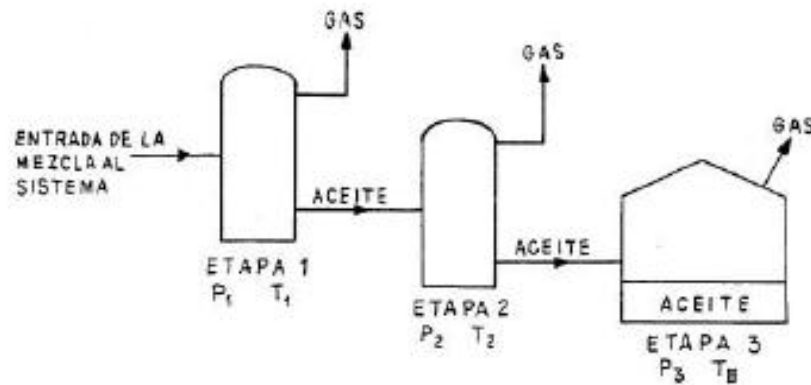 GAS
GAS
GAS
ENTRADA DE LA
MEZCLA AL
SISTEMA
ACEITE
ETAPA 1
P₁ T₁
ACEITE
ETAPA 2
P₂ T₂
ACEITE
ETAPA 3
P₃ T₃